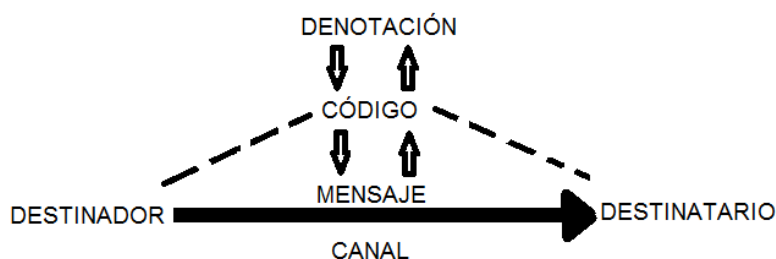 DENOTACIÓN
CÓDIGO
MENSAJE
DESTINADOR
DESTINATARIO
CANAL